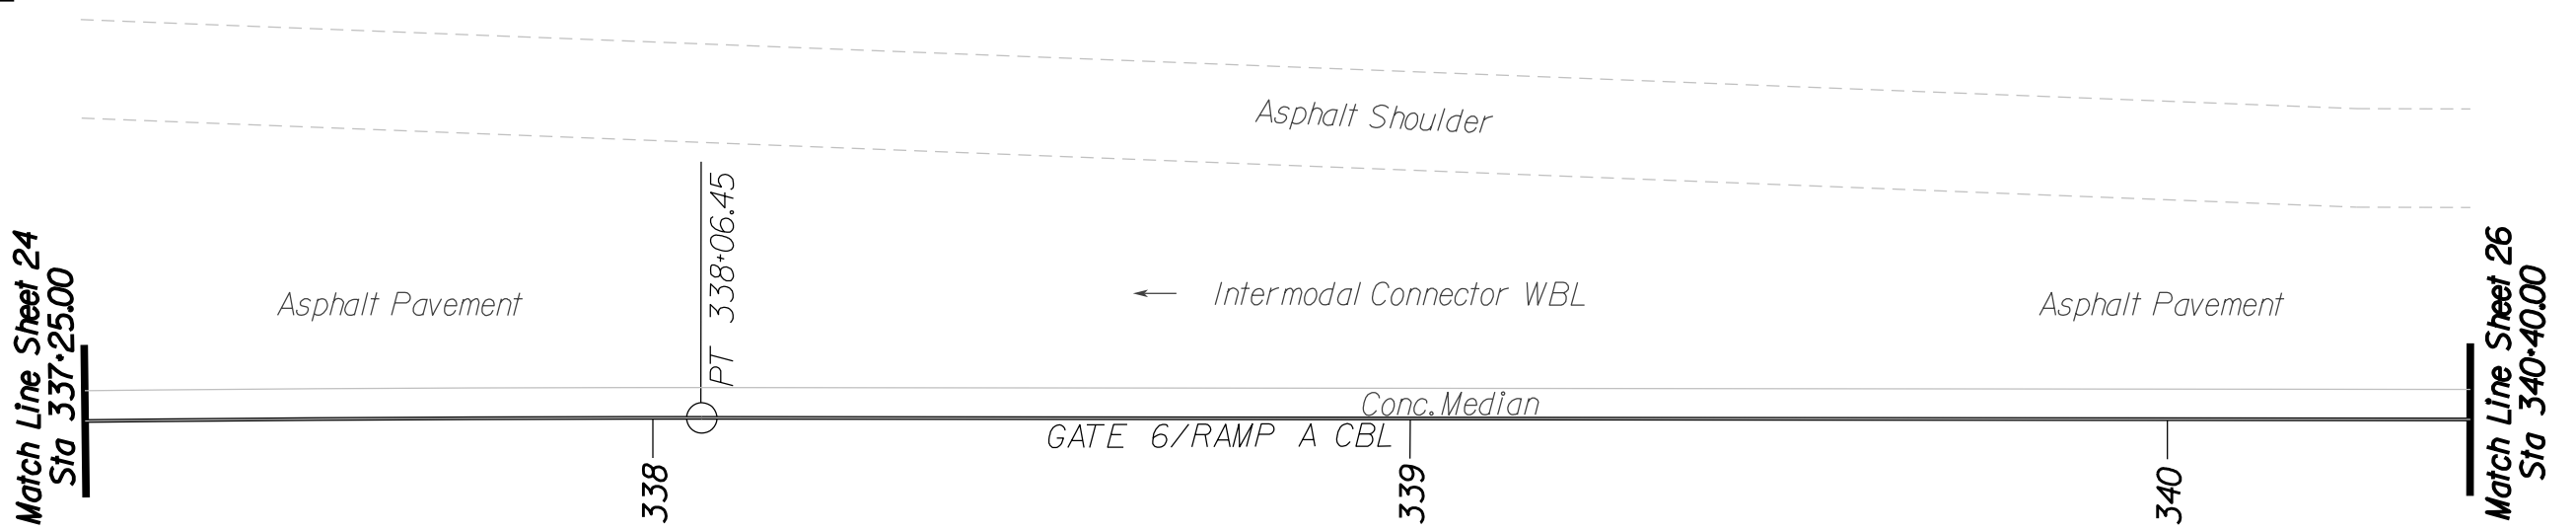 Asphalt Shoulder
Match Line Sheet 24
Sta 337+25.00
Asphalt Pavement
PT 338+06.45
Intermodal Connector WBL
Asphalt Pavement
Match Line Sheet 26
Sta 340+40.00
Conc. Median
GATE 6/RAMP A CBL
338
339
340